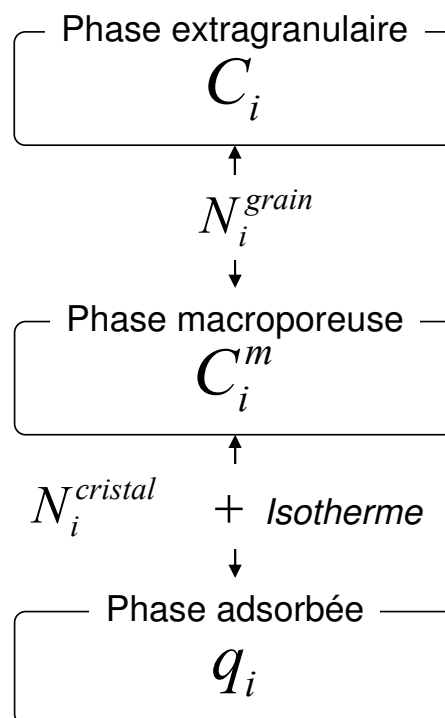 Phase extragranulaire
C_i
N_i^{grain}
Phase macroporeuse
C_i^m
N_i^{cristal} + Isotherme
Phase adsorbée
q_i